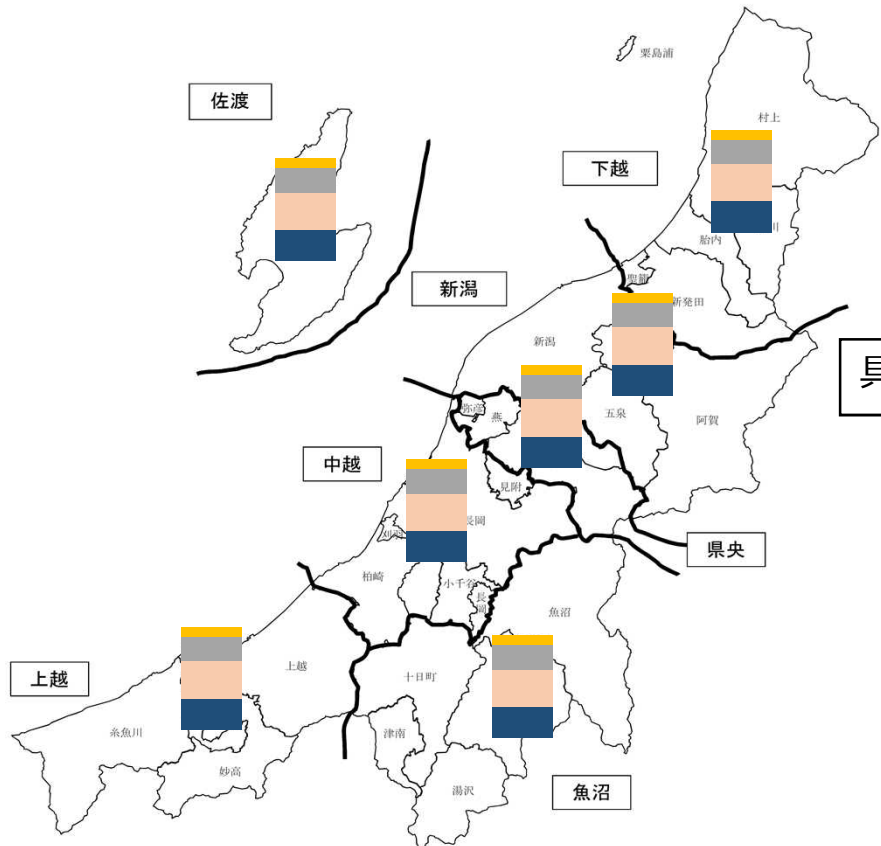 粟島浦
佐渡
村上
下越
川
胎内
聖籠
新潟
新発田
新潟
具
弥彦
燕
五泉
阿賀
中越
見附
長岡
刈羽
県央
柏崎
小千谷
長岡
魚沼
上越
上越
十日町
糸魚川
津南
妙高
湯沢
魚沼